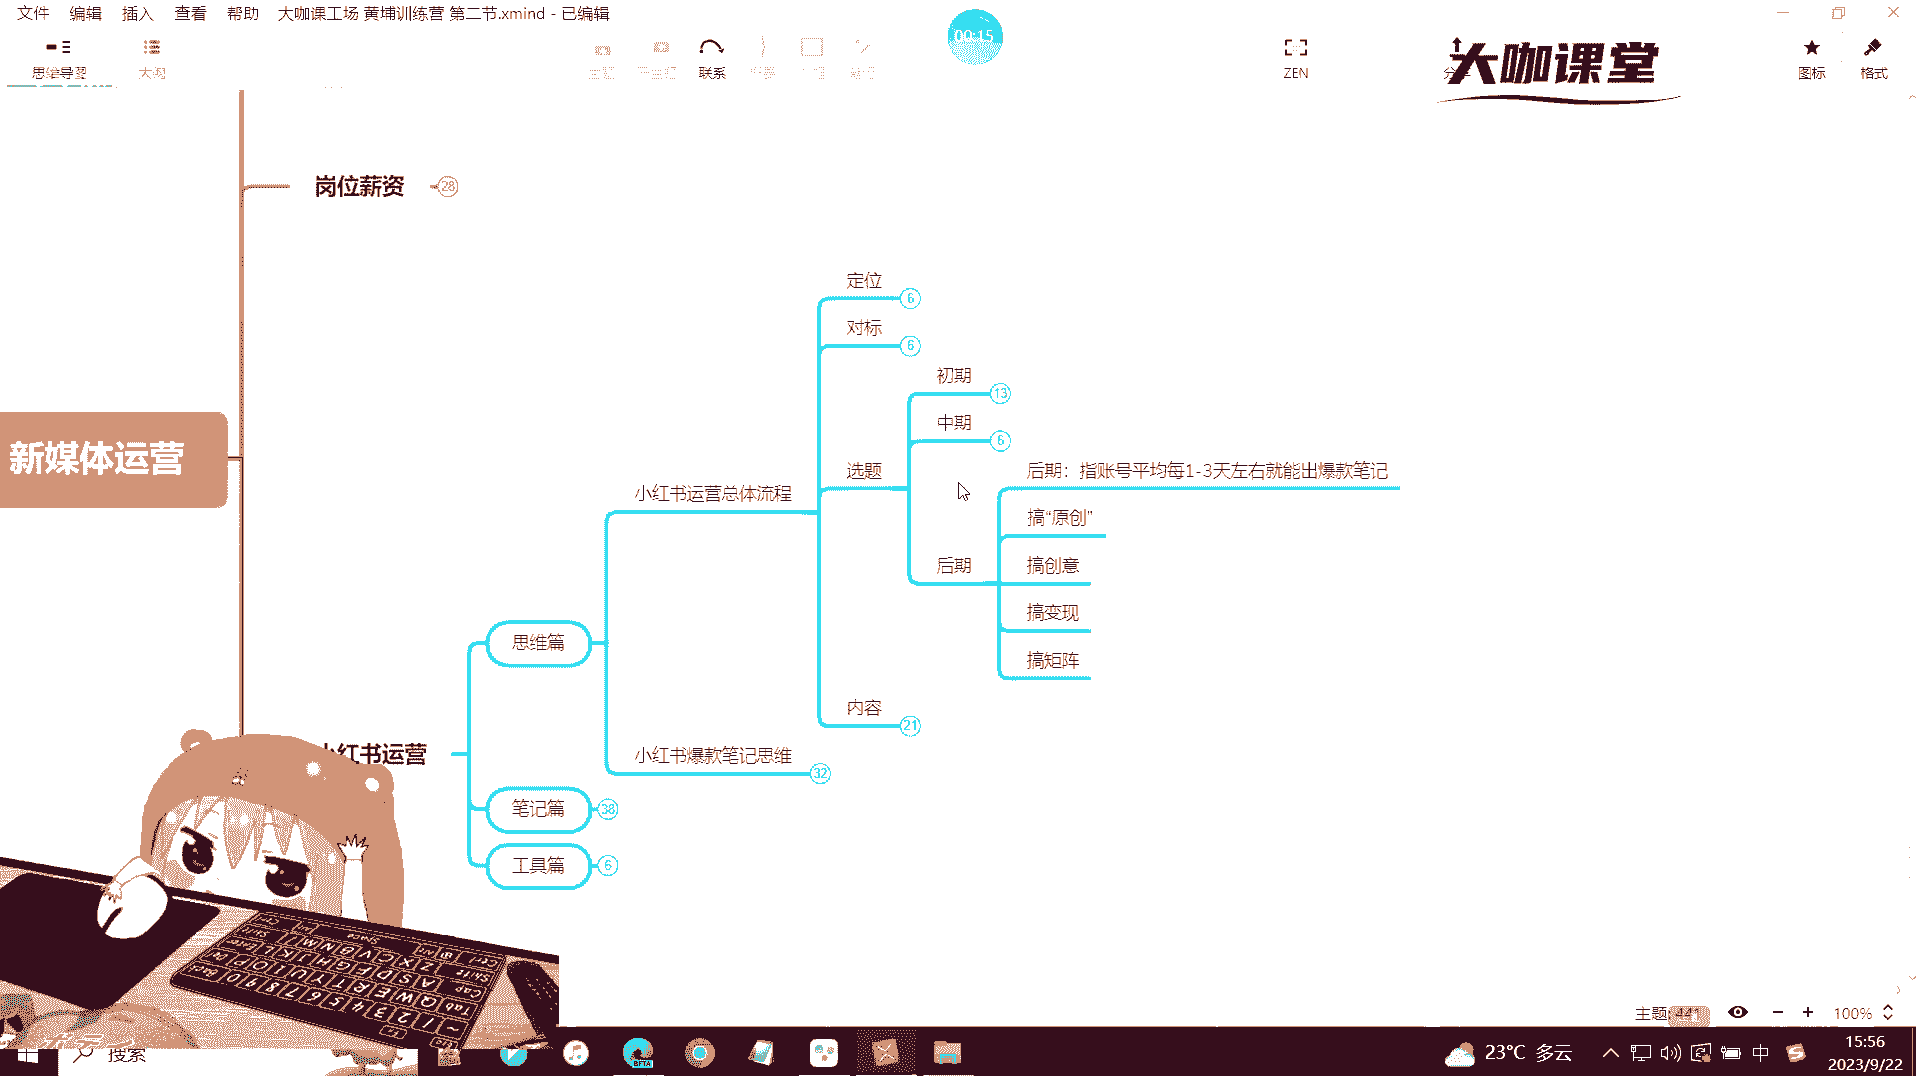 文件 编辑 插入 查看 帮助 大咖课工场 黄埔训练营 第二节.xmind - 已编辑
00:15
思维导图 大纲 联系 ZEN 图标 格式
大咖课堂
岗位薪资 28
定位 6
对标 6
初期 13
中期 6
新媒体运营
选题
后期：指账号平均每1-3天左右就能出爆款笔记
小红书运营总体流程
搞“原创”
后期
搞创意
搞变现
思维篇
搞矩阵
内容 21
小红书运营
小红书爆款笔记思维 32
笔记篇 38
工具篇 6
主题: 441 100%
搜索
BETA
23°C 多云
中
15:56
2023/9/22